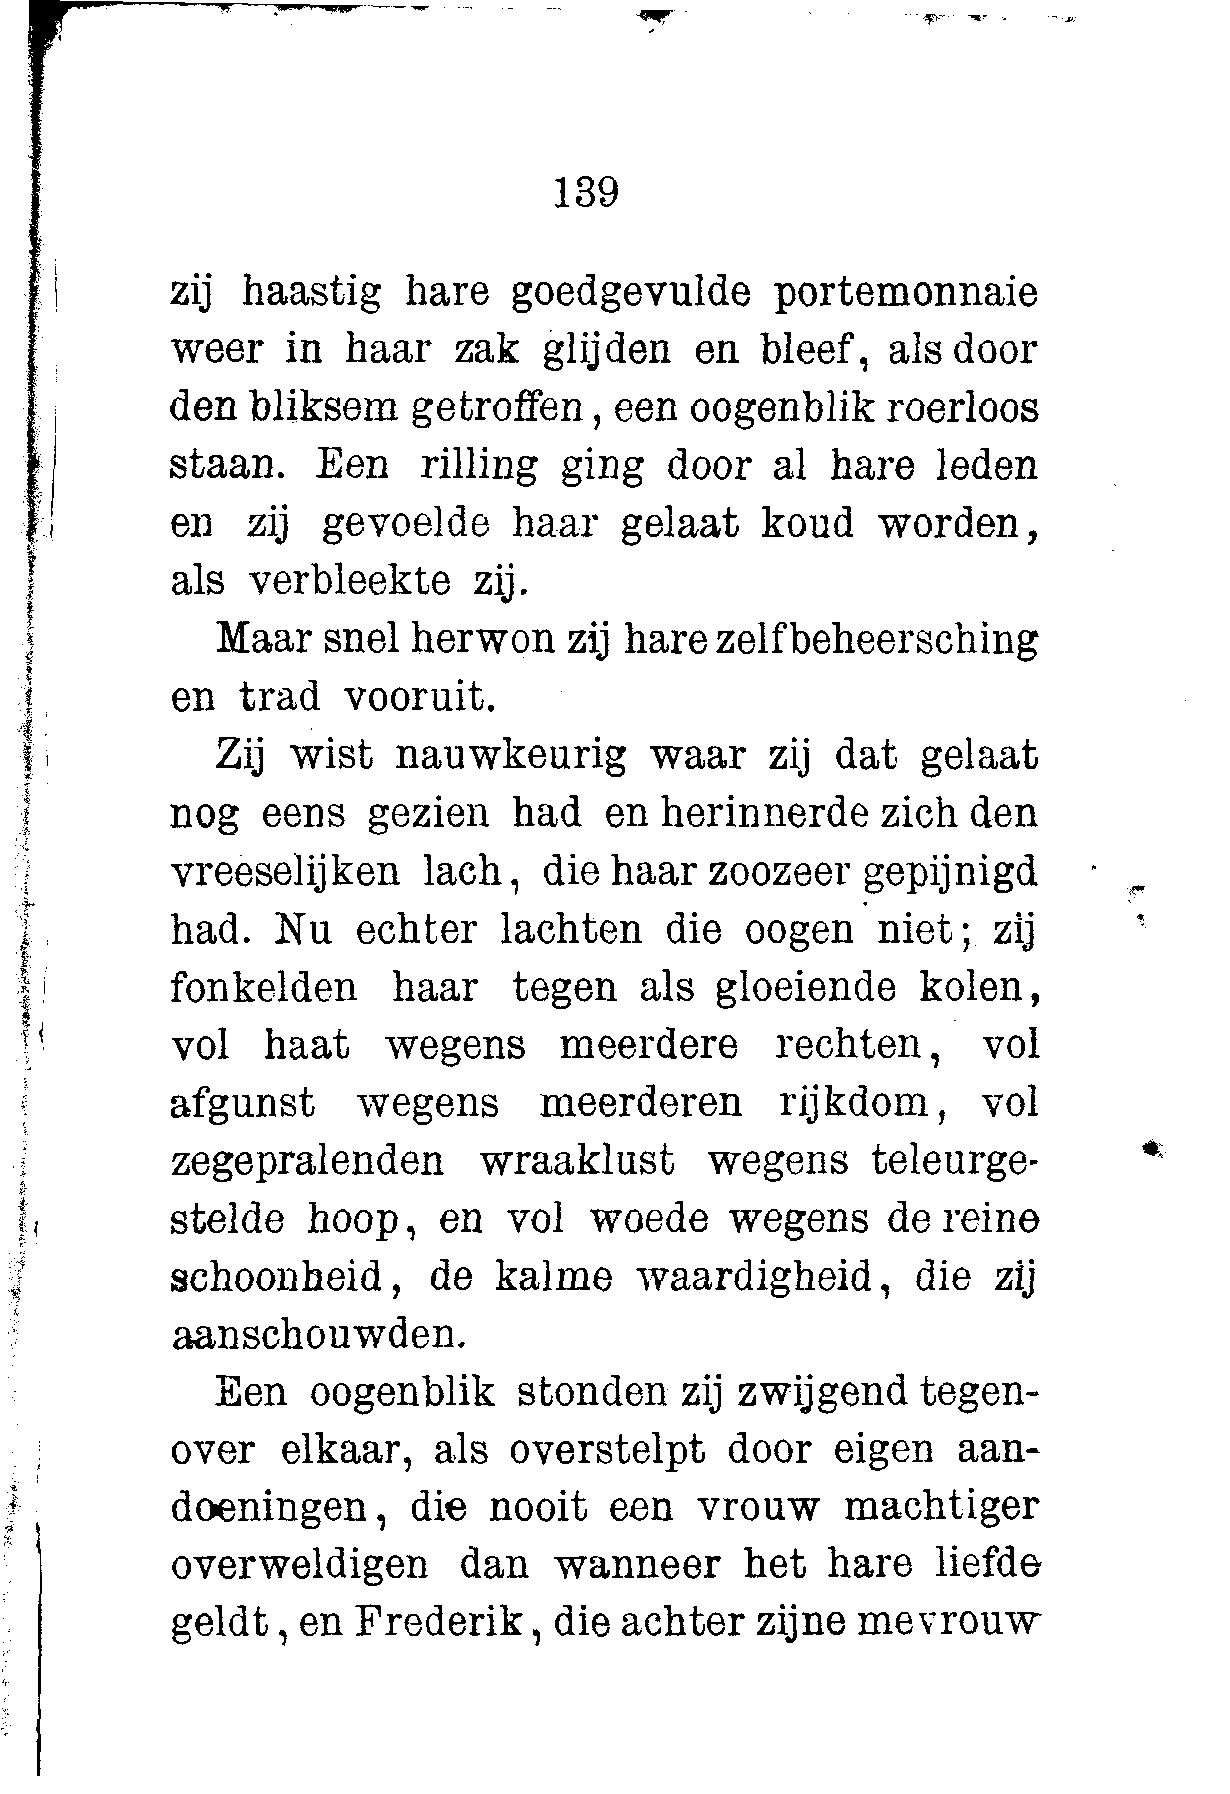 139
zij haastig hare goedgevulde portemonnaie
weer in haar zak glijden en bleef, als door
den bliksem getroffen, een oogenblik roerloos
staan. Een rilling ging door al hare leden
en zij gevoelde haar gelaat koud worden,
als verbleekte zij.
Maar snel herwon zij hare zelfbeheersching
en trad vooruit.
Zij wist nauwkeurig waar zij dat gelaat
nog eens gezien had en herinnerde zich den
vreeselijken lach, die haar zoozeer gepijnigd
had. Nu echter lachten die oogen niet; zij
fonkelden haar tegen als gloeiende kolen,
vol haat wegens meerdere rechten, vol
afgunst wegens meerderen rijkdom, vol
zegepralenden wraaklust wegens teleurge-
stelde hoop, en vol woede wegens de reine
schoonheid, de kalme waardigheid, die zij
aanschouwden.
Een oogenblik stonden zij zwijgend tegen-
over elkaar, als overstelpt door eigen aan-
doeningen, die nooit een vrouw machtiger
overweldigen dan wanneer het hare liefde
geldt, en Frederik, die achter zijne mevrouw